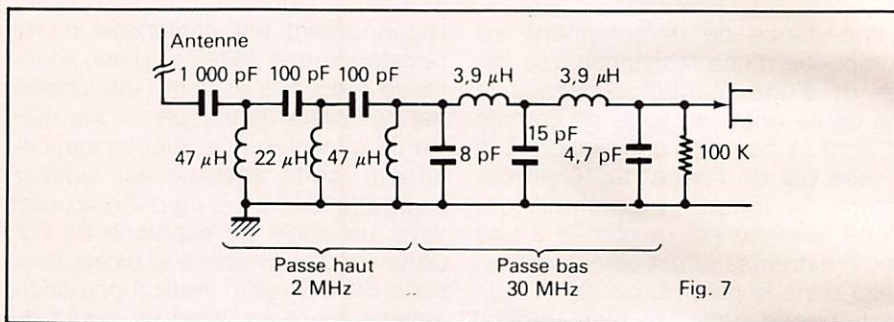 Antenne
1 000 pF 100 pF 100 pF 3,9 µH 3,9 µH
47 µH 22 µH 47 µH 8 pF 15 pF 4,7 pF 100 K
Passe haut Passe bas
2 MHz 30 MHz Fig. 7